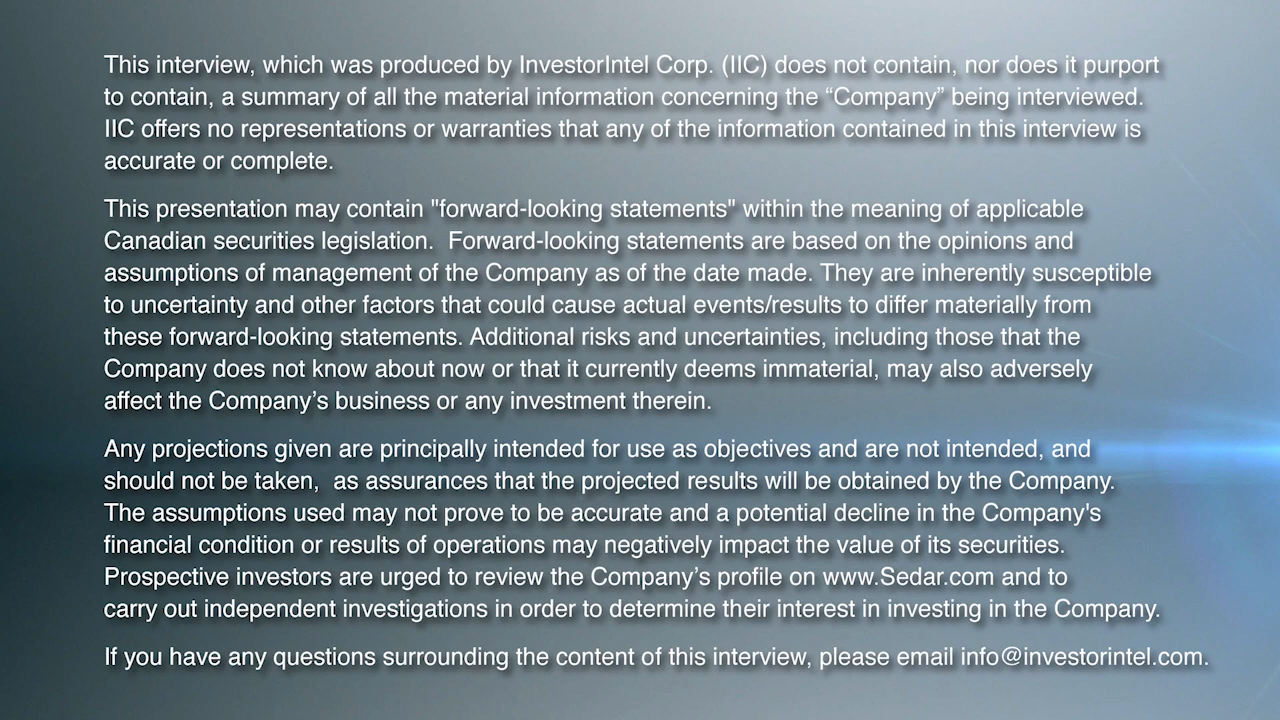 This interview, which was produced by InvestorIntel Corp. (IIC) does not contain, nor does it purport
to contain, a summary of all the material information concerning the “Company” being interviewed.
IIC offers no representations or warranties that any of the information contained in this interview is
accurate or complete.
This presentation may contain "forward-looking statements" within the meaning of applicable
Canadian securities legislation.  Forward-looking statements are based on the opinions and
assumptions of management of the Company as of the date made. They are inherently susceptible
to uncertainty and other factors that could cause actual events/results to differ materially from
these forward-looking statements. Additional risks and uncertainties, including those that the
Company does not know about now or that it currently deems immaterial, may also adversely
affect the Company’s business or any investment therein.
Any projections given are principally intended for use as objectives and are not intended, and
should not be taken,  as assurances that the projected results will be obtained by the Company.
The assumptions used may not prove to be accurate and a potential decline in the Company's
financial condition or results of operations may negatively impact the value of its securities.
Prospective investors are urged to review the Company’s profile on www.Sedar.com and to
carry out independent investigations in order to determine their interest in investing in the Company.
If you have any questions surrounding the content of this interview, please email info@investorintel.com.